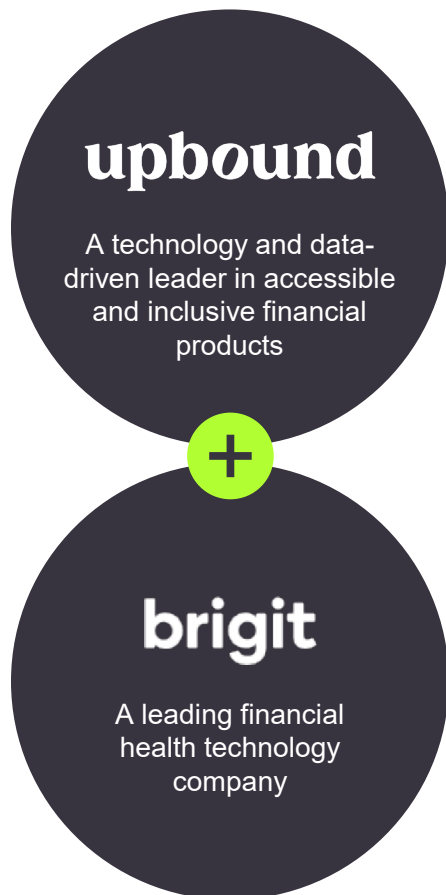 upbound
A technology and data-
driven leader in accessible
and inclusive financial
products
+
brigit
A leading financial
health technology
company